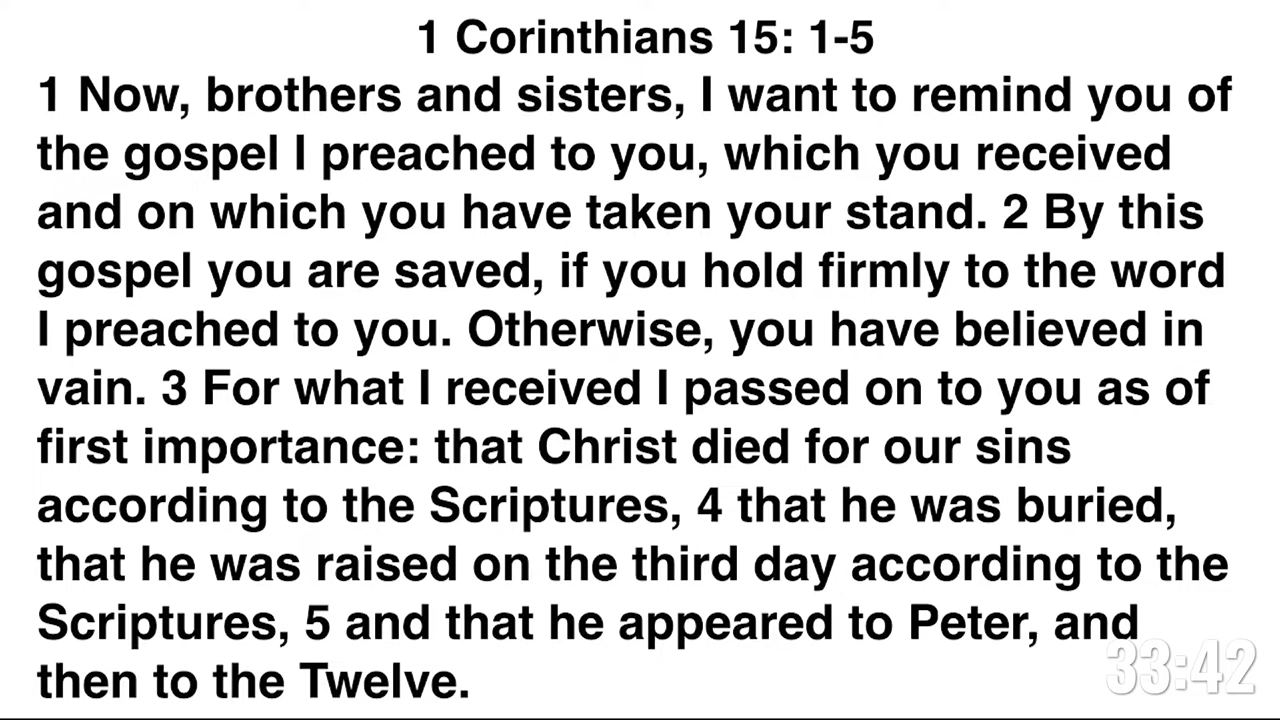 1 Corinthians 15: 1-5
1 Now, brothers and sisters, I want to remind you of
the gospel I preached to you, which you received
and on which you have taken your stand. 2 By this
gospel you are saved, if you hold firmly to the word
I preached to you. Otherwise, you have believed in
vain. 3 For what I received I passed on to you as of
first importance: that Christ died for our sins
according to the Scriptures, 4 that he was buried,
that he was raised on the third day according to the
Scriptures, 5 and that he appeared to Peter, and
then to the Twelve.
33:42